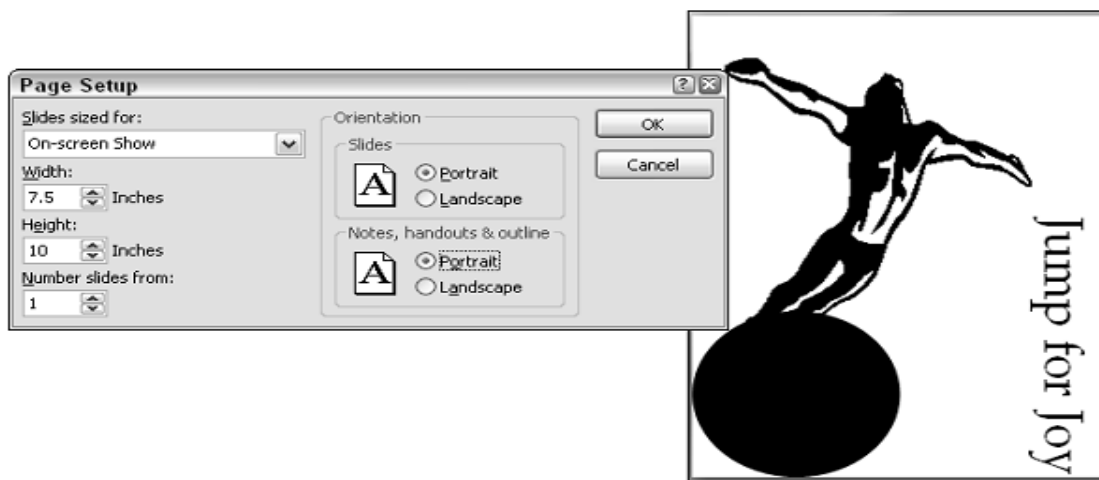 Page Setup
Slides sized for:
On-screen Show
Width:
7.5 Inches
Height:
10 Inches
Number slides from:
1
Orientation
Slides
A
Portrait
Landscape
Notes, handouts & outline
A
Portrait
Landscape
OK
Cancel
Jump for Joy